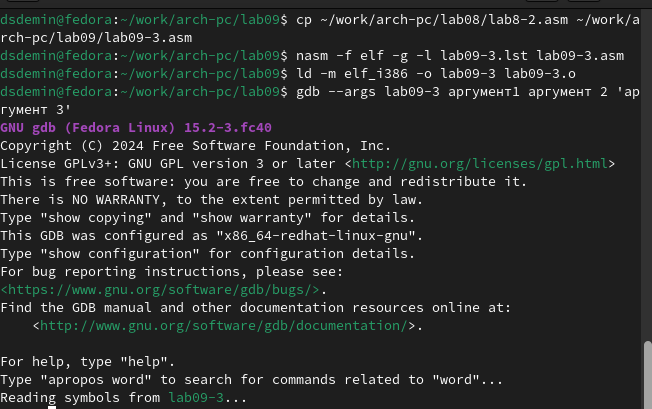 dsdemin@fedora:~/work/arch-pc/lab09$ cp ~/work/arch-pc/lab08/lab8-2.asm ~/work/a
rch-pc/lab09/lab09-3.asm
dsdemin@fedora:~/work/arch-pc/lab09$ nasm -f elf -g -l lab09-3.lst lab09-3.asm
dsdemin@fedora:~/work/arch-pc/lab09$ ld -m elf_i386 -o lab09-3 lab09-3.o
dsdemin@fedora:~/work/arch-pc/lab09$ gdb --args lab09-3 аргумент1 аргумент 2 'ар
гумент 3'
GNU gdb (Fedora Linux) 15.2-3.fc40
Copyright (C) 2024 Free Software Foundation, Inc.
License GPLv3+: GNU GPL version 3 or later <http://gnu.org/licenses/gpl.html>
This is free software: you are free to change and redistribute it.
There is NO WARRANTY, to the extent permitted by law.
Type "show copying" and "show warranty" for details.
This GDB was configured as "x86_64-redhat-linux-gnu".
Type "show configuration" for configuration details.
For bug reporting instructions, please see:
<https://www.gnu.org/software/gdb/bugs/>.
Find the GDB manual and other documentation resources online at:
    <http://www.gnu.org/software/gdb/documentation/>.

For help, type "help".
Type "apropos word" to search for commands related to "word"...
Reading symbols from lab09-3...